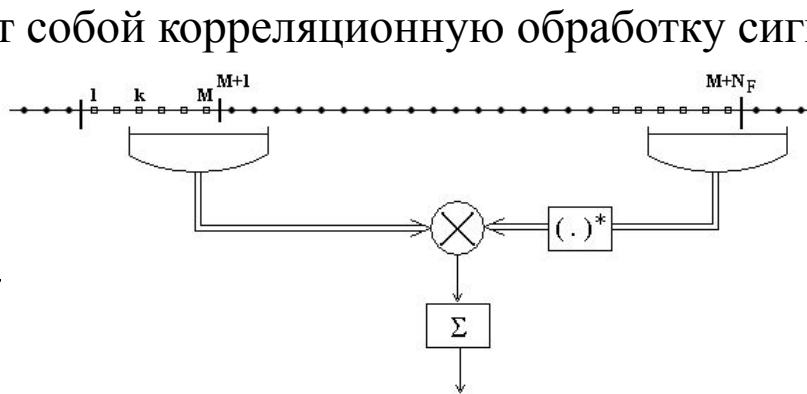 т собой корреляционную обработку сиг
1 k M M+1 M+N_F
( . )*
Σ